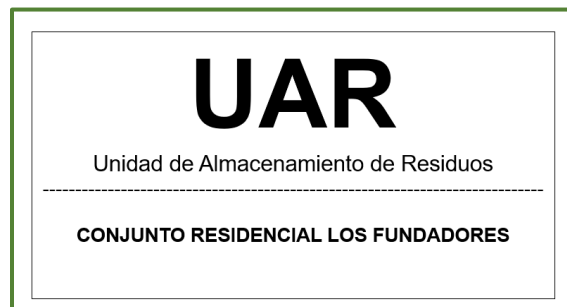 UAR
Unidad de Almacenamiento de Residuos
------------------------------------------------------------------------------
CONJUNTO RESIDENCIAL LOS FUNDADORES